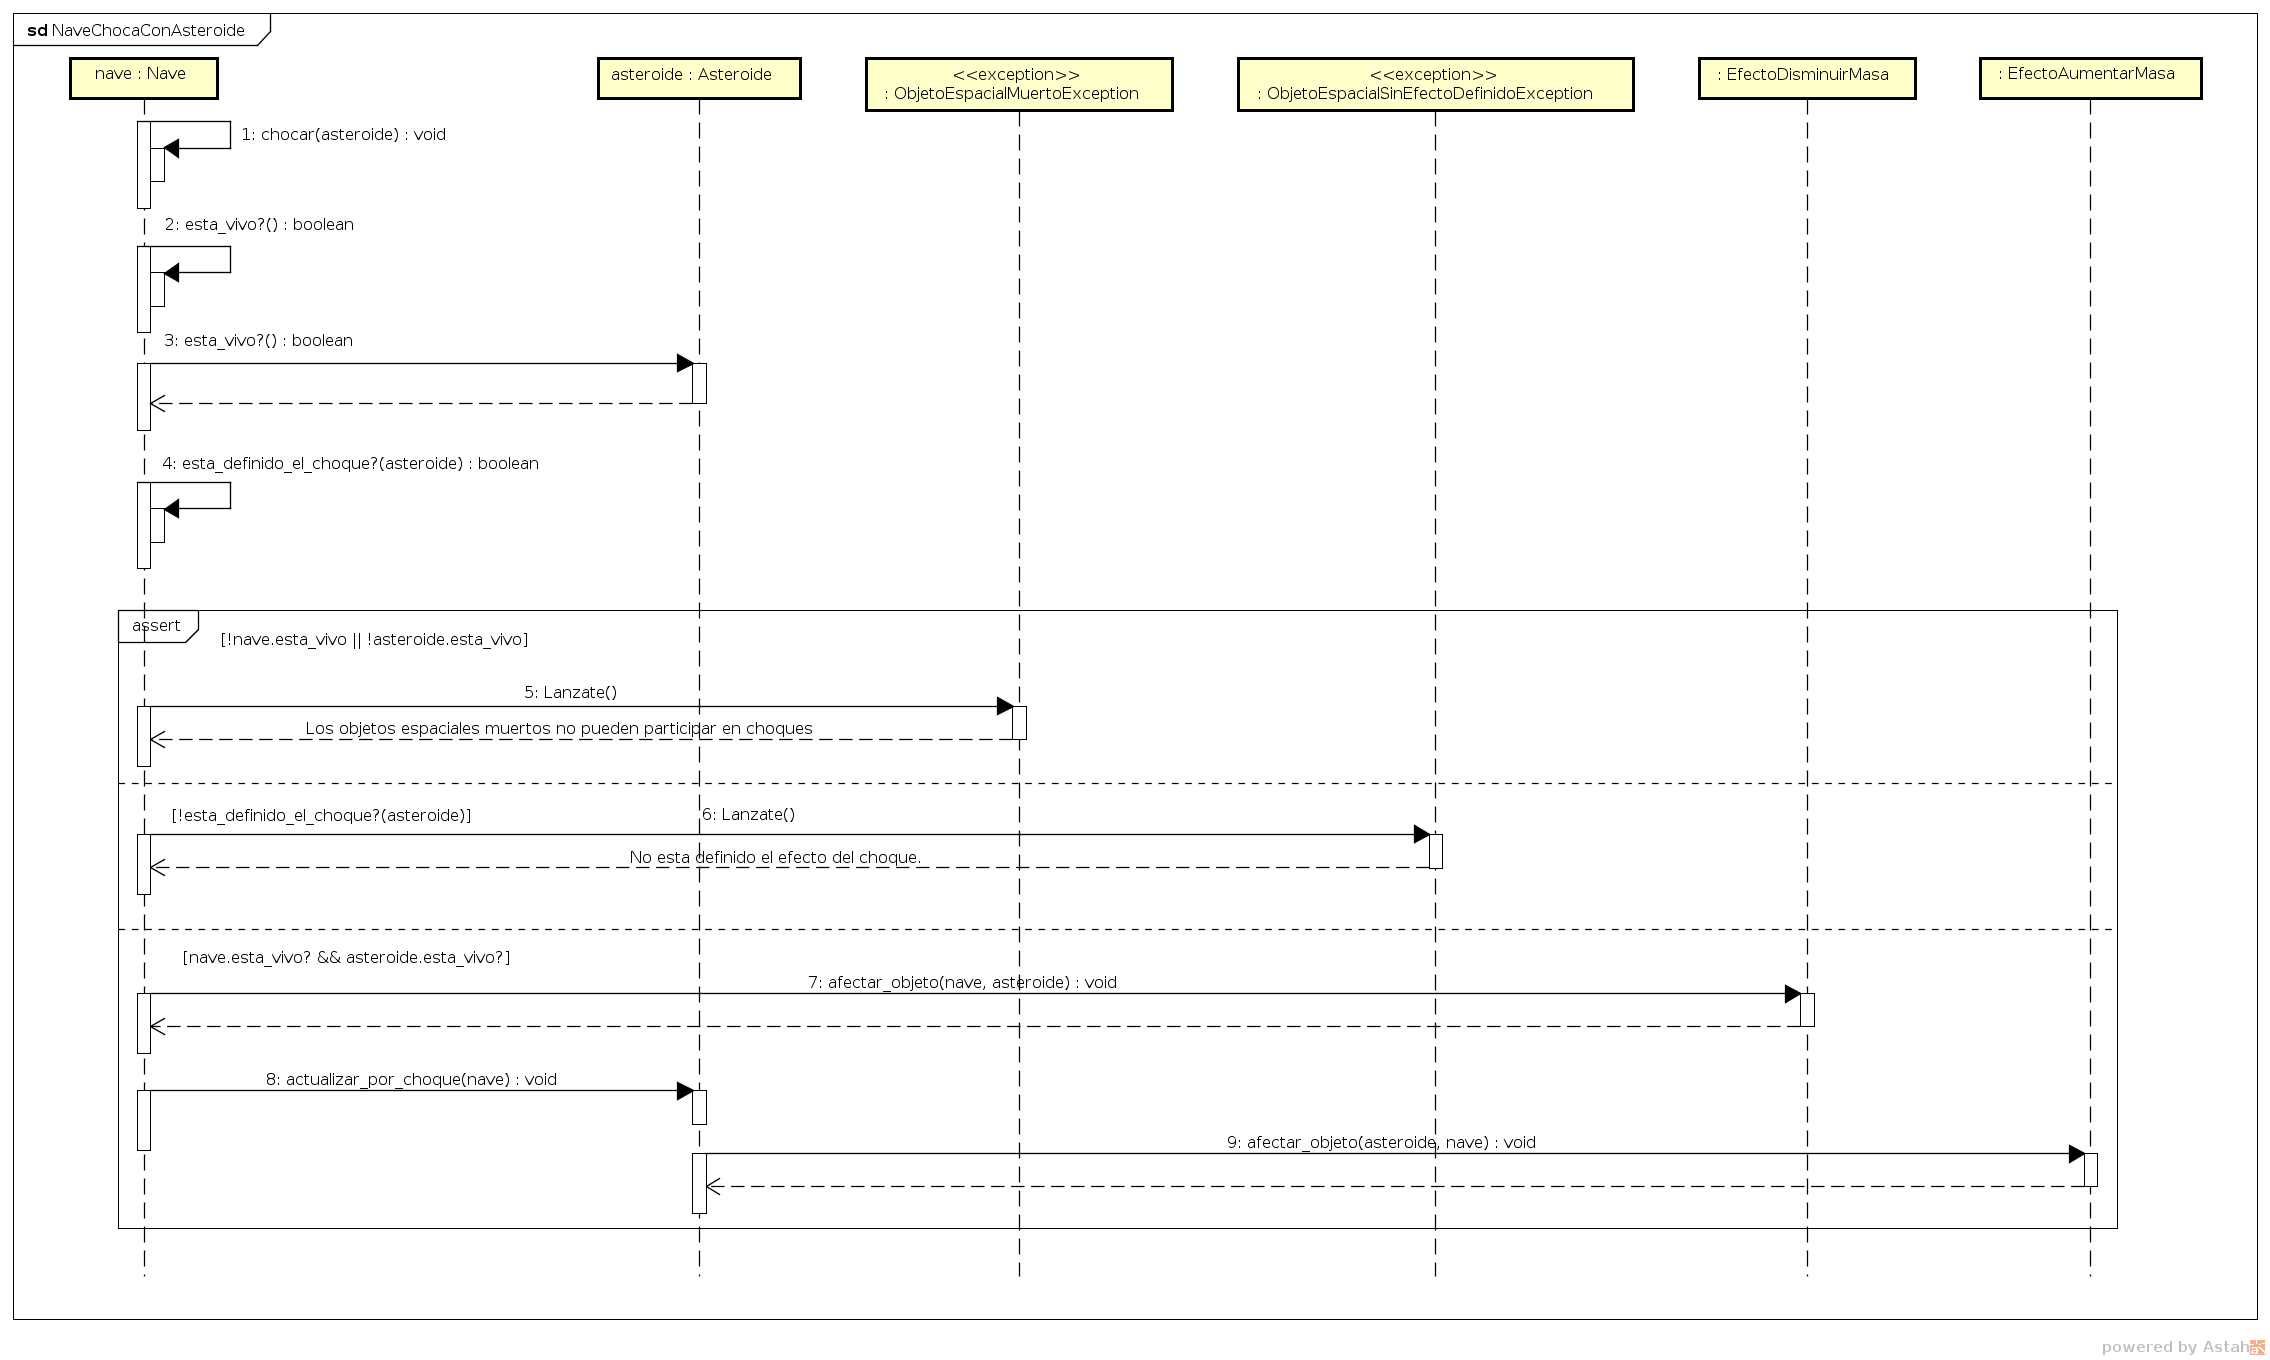 sd NaveChocaConAsteroide
nave : Nave
asteroide : Asteroide
<<exception>>
: ObjetoEspacialMuertoException
<<exception>>
: ObjetoEspacialSinEfectoDefinidoException
: EfectoDisminuirMasa
: EfectoAumentarMasa
1: chocar(asteroide) : void
2: esta_vivo?() : boolean
3: esta_vivo?() : boolean
4: esta_definido_el_choque?(asteroide) : boolean
assert
[!nave.esta_vivo || !asteroide.esta_vivo]
5: Lanzate()
Los objetos espaciales muertos no pueden participar en choques
[!esta_definido_el_choque?(asteroide)]
6: Lanzate()
No esta definido el efecto del choque.
[nave.esta_vivo? && asteroide.esta_vivo?]
7: afectar_objeto(nave, asteroide) : void
8: actualizar_por_choque(nave) : void
9: afectar_objeto(asteroide, nave) : void
powered by Astah